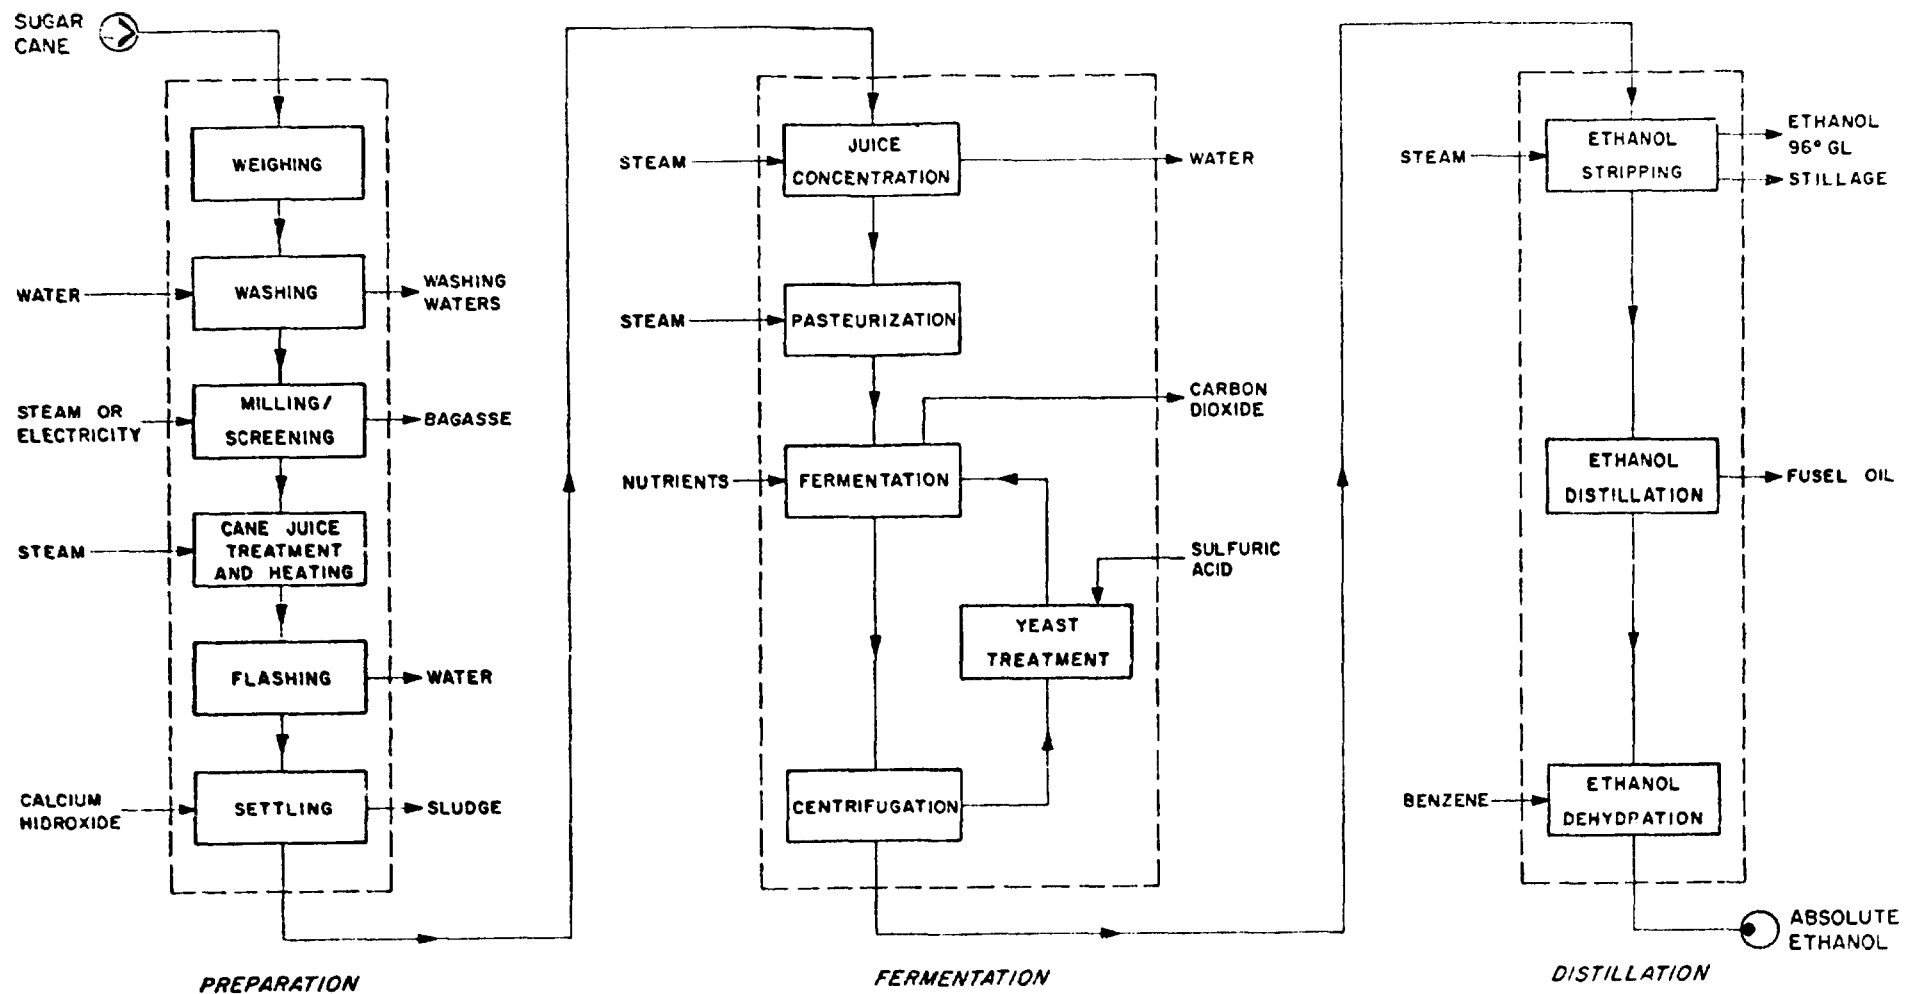 SUGAR
CANE
WEIGHING
WATER
WASHING
WASHING
WATERS
STEAM OR
ELECTRICITY
MILLING/
SCREENING
BAGASSE
STEAM
CANE JUICE
TREATMENT
AND HEATING
FLASHING
WATER
CALCIUM
HIDROXIDE
SETTLING
SLUDGE
PREPARATION
STEAM
JUICE
CONCENTRATION
WATER
STEAM
PASTEURIZATION
CARBON
DIOXIDE
NUTRIENTS
FERMENTATION
SULFURIC
ACID
YEAST
TREATMENT
CENTRIFUGATION
FERMENTATION
STEAM
ETHANOL
STRIPPING
ETHANOL
96° GL
STILLAGE
ETHANOL
DISTILLATION
FUSEL OIL
BENZENE
ETHANOL
DEHYDPATION
ABSOLUTE
ETHANOL
DISTILLATION